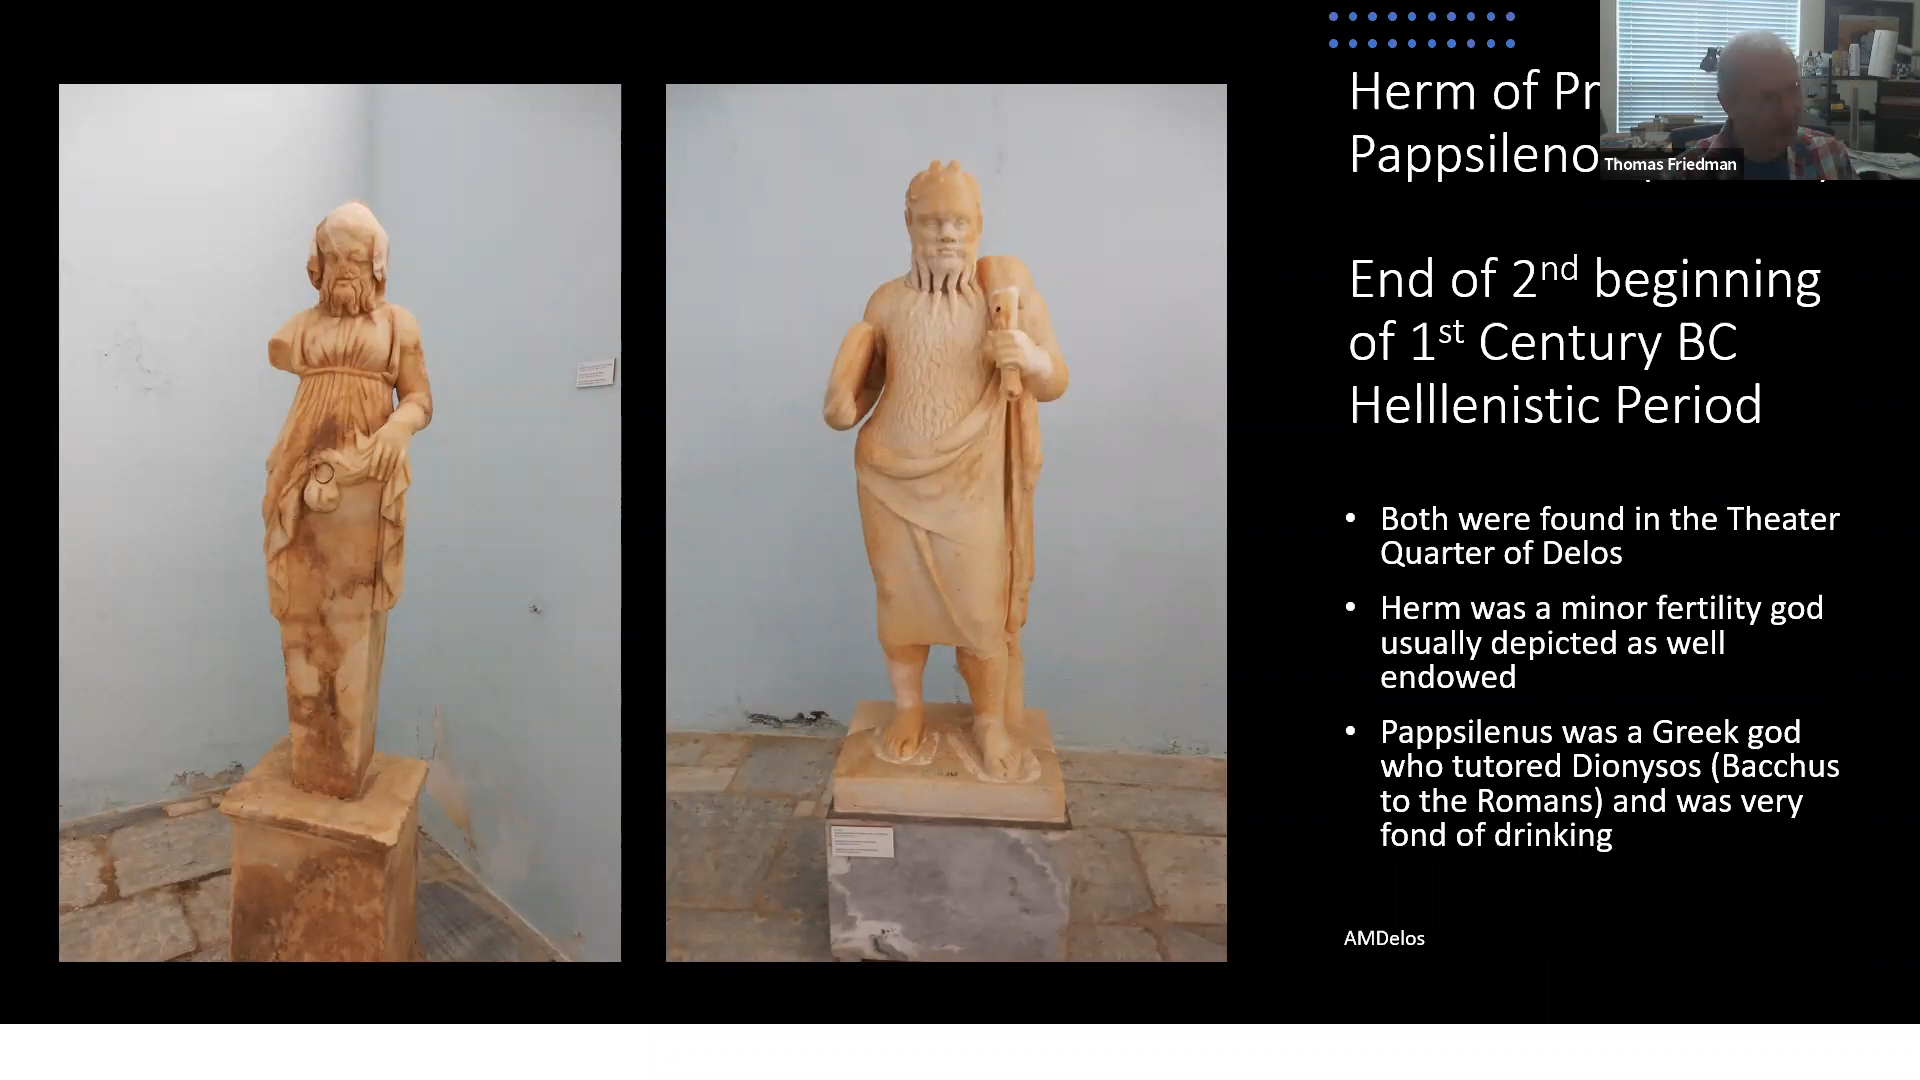 Herm of Pr
Pappsileno
Thomas Friedman
End of 2nd beginning
of 1st Century BC
Helllenistic Period
• Both were found in the Theater
Quarter of Delos
• Herm was a minor fertility god
usually depicted as well
endowed
• Pappsilenus was a Greek god
who tutored Dionysos (Bacchus
to the Romans) and was very
fond of drinking
AMDelos